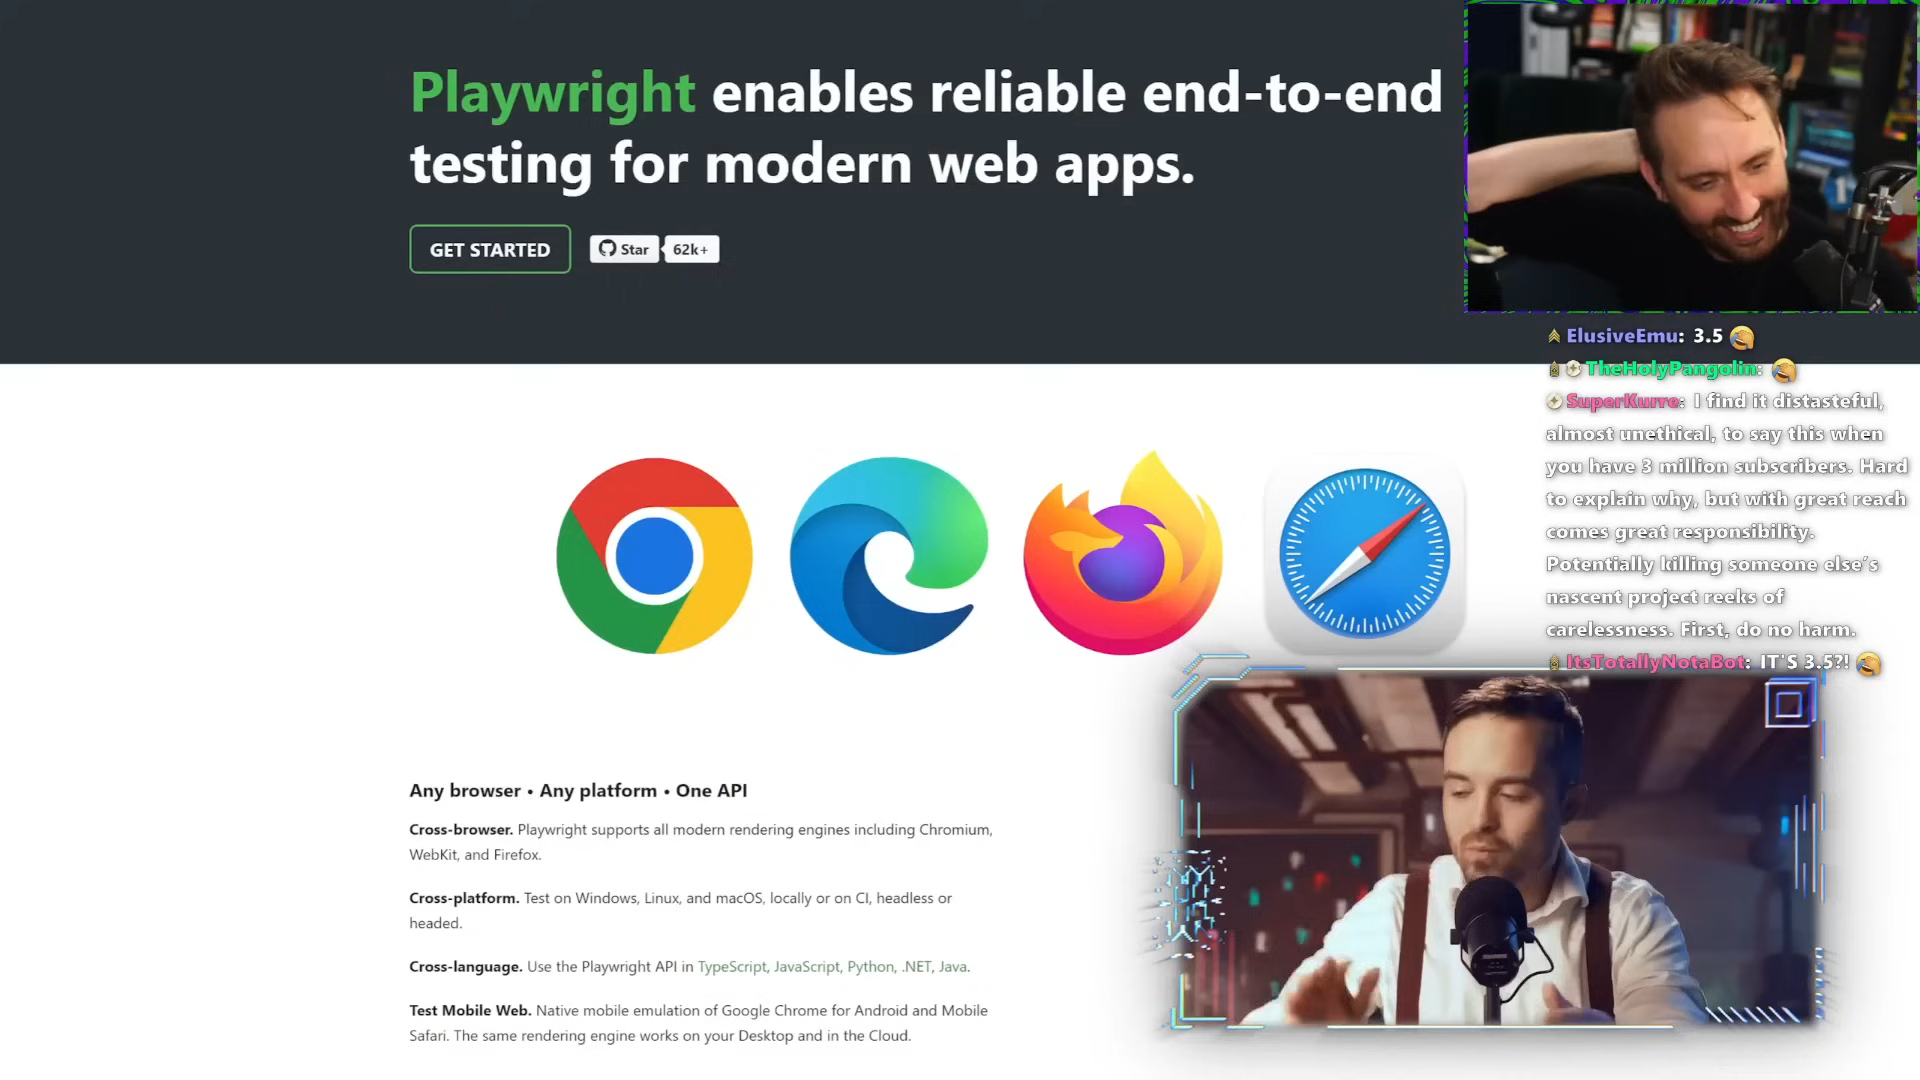 Playwright enables reliable end-to-end
testing for modern web apps.
GET STARTED
Star
62k+
ElusiveEmu: 3.5
TheHolyPangolin:
SuperKurre: I find it distasteful,
almost unethical, to say this when
you have 3 million subscribers. Hard
to explain why, but with great reach
comes great responsibility.
Potentially killing someone else's
nascent project reeks of
carelessness. First, do no harm.
ItsTotallyNotaBot: IT'S 3.5?!
Any browser • Any platform • One API
Cross-browser. Playwright supports all modern rendering engines including Chromium,
WebKit, and Firefox.
Cross-platform. Test on Windows, Linux, and macOS, locally or on CI, headless or
headed.
Cross-language. Use the Playwright API in TypeScript, JavaScript, Python, .NET, Java.
Test Mobile Web. Native mobile emulation of Google Chrome for Android and Mobile
Safari. The same rendering engine works on your Desktop and in the Cloud.